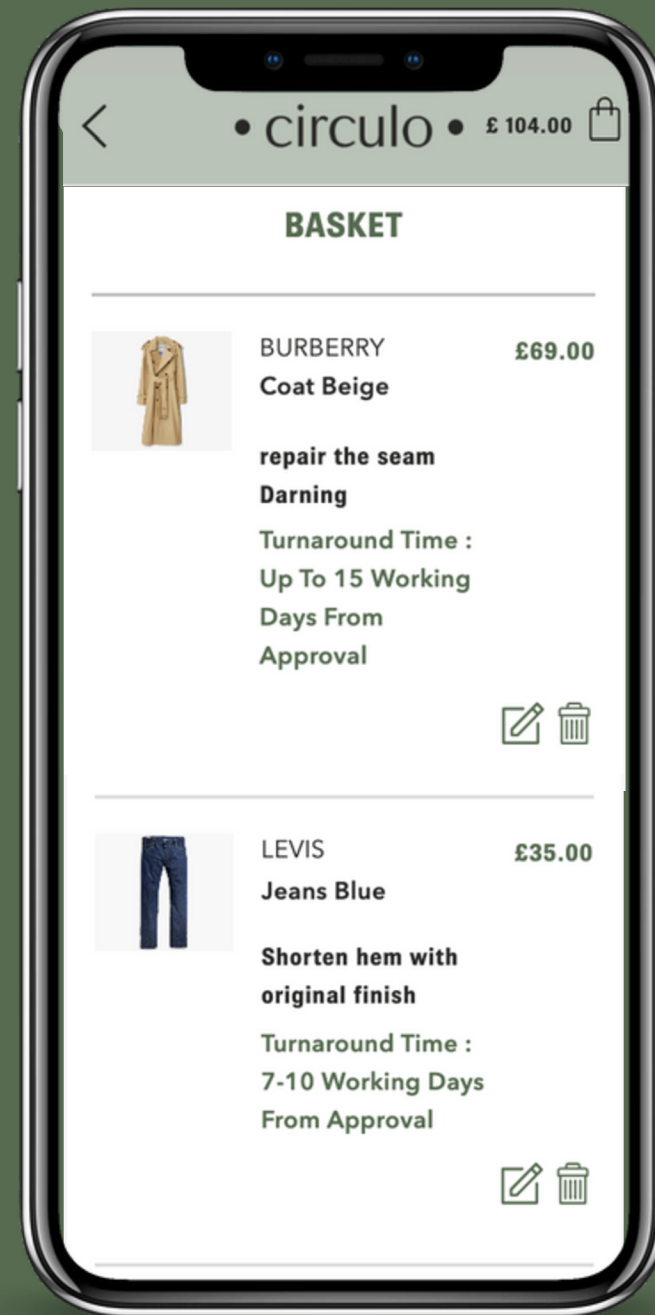 • circulo • £ 104.00
BASKET
BURBERRY £69.00
Coat Beige
repair the seam
Darning
Turnaround Time :
Up To 15 Working
Days From
Approval
LEVIS £35.00
Jeans Blue
Shorten hem with
original finish
Turnaround Time :
7-10 Working Days
From Approval